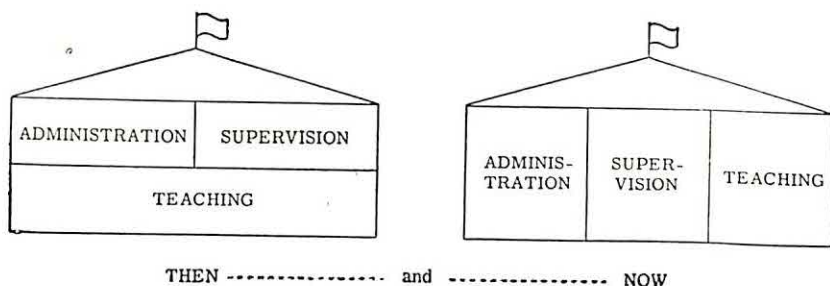 ADMINISTRATION
SUPERVISION
TEACHING
ADMINIS-
TRATION
SUPER-
VISION
TEACHING
THEN ---------------- and ---------------- NOW